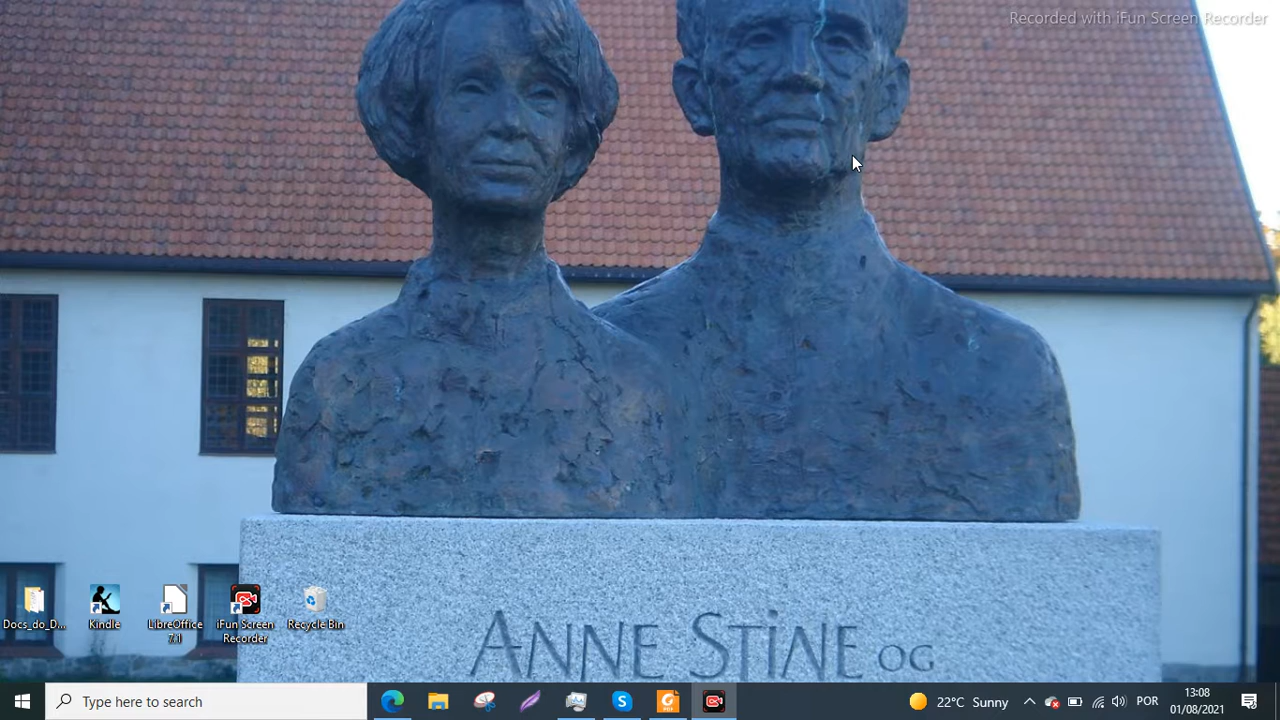 Recorded with iFun Screen Recorder
ANNE STINE OG
Docs_do_D...
Kindle
LibreOffice
7.1
iFun Screen
Recorder
Recycle Bin
Type here to search
22°C Sunny
POR
13:08
01/08/2021